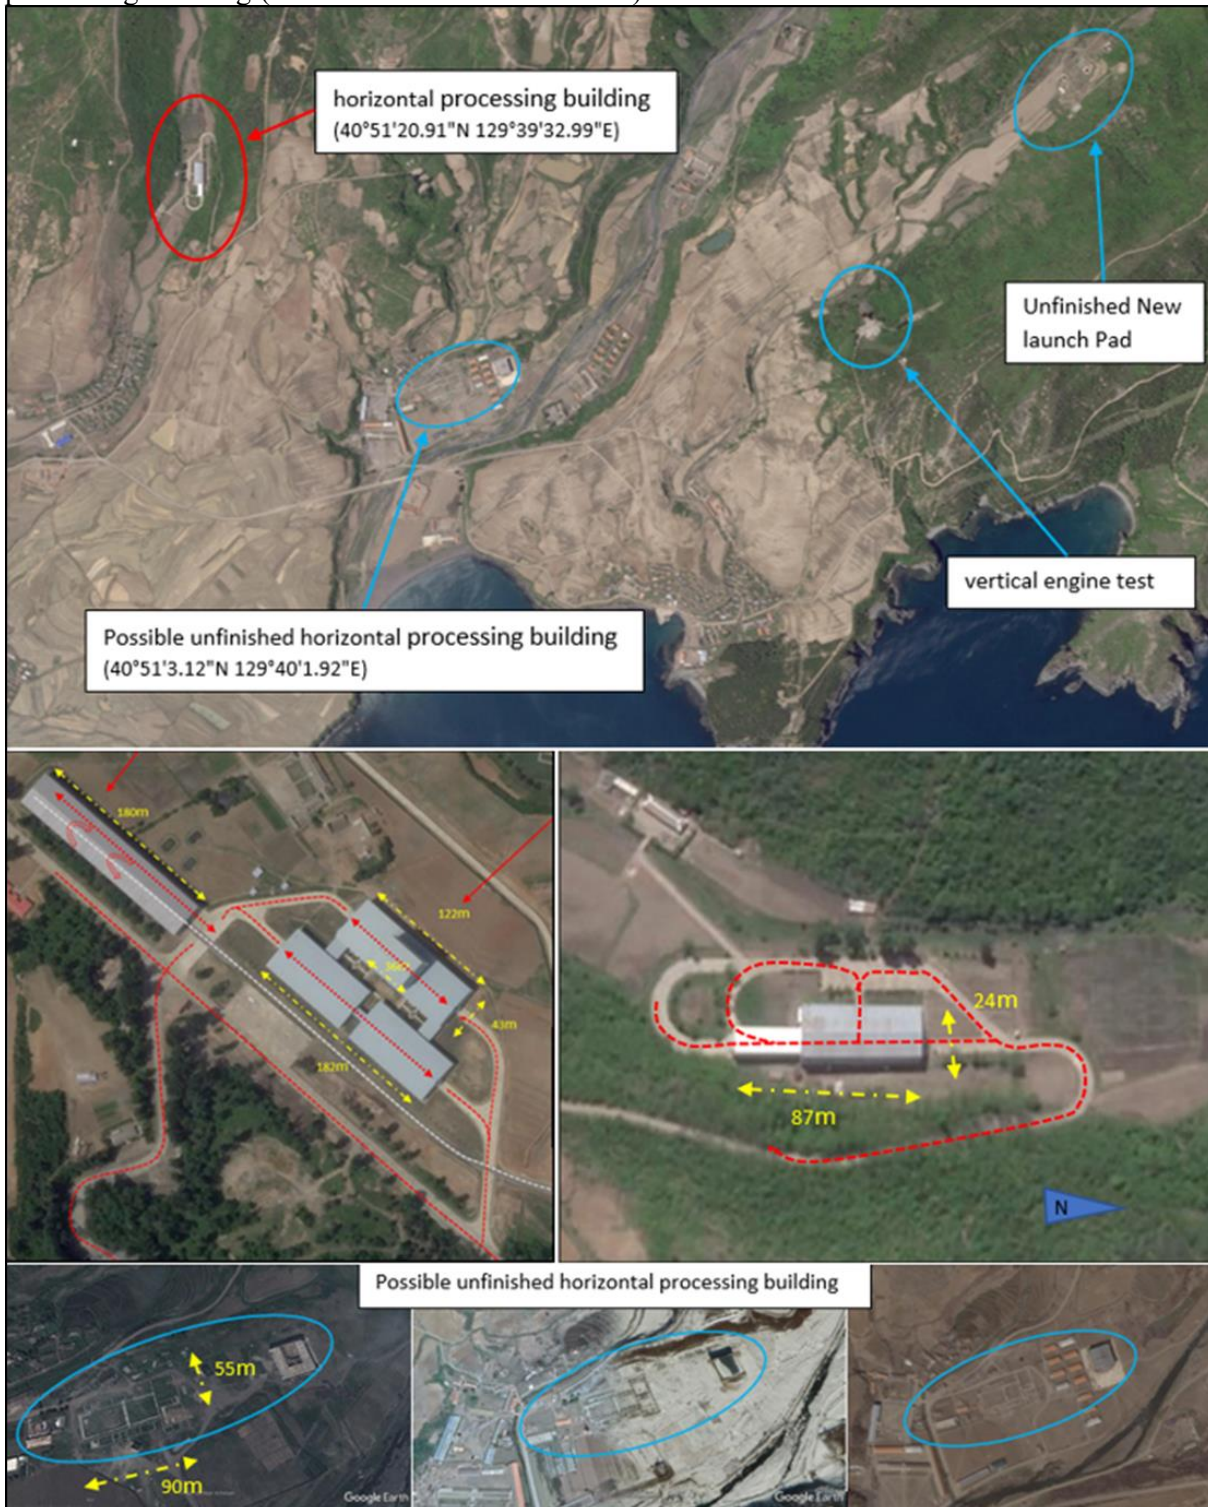 horizontal processing building
(40°51'20.91"N 129°39'32.99"E)
Unfinished New
launch Pad
vertical engine test
Possible unfinished horizontal processing building
(40°51'3.12"N 129°40'1.92"E)
180m
122m
43m
182m
24m
87m
N
Possible unfinished horizontal processing building
55m
90m
Google Earth
Google Earth